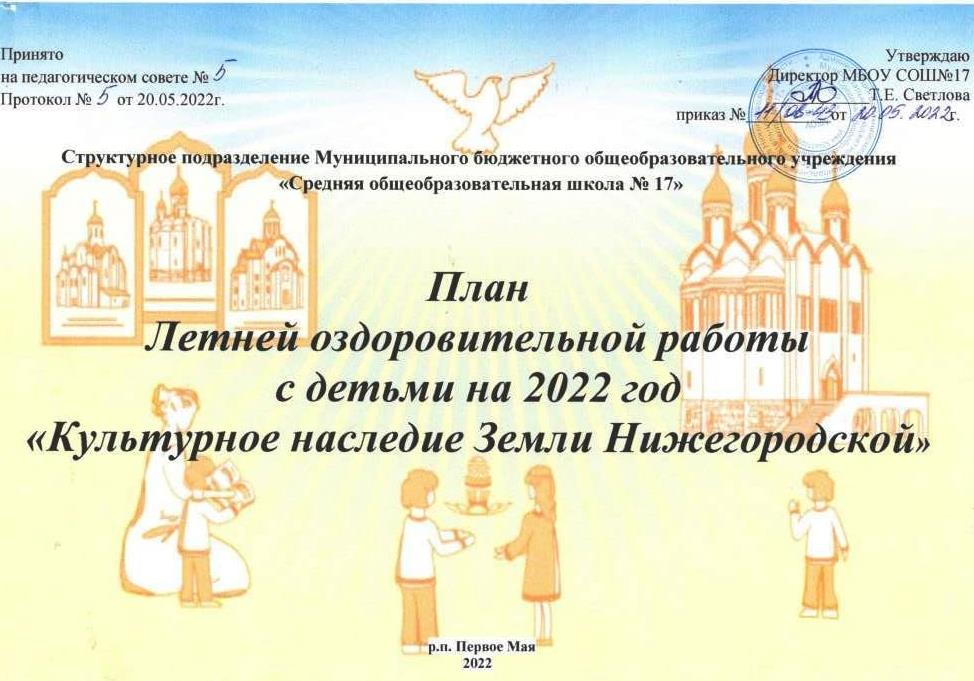 Принято
на педагогическом совете № 5
Протокол № 5 от 20.05.2022г.
Утверждаю
Директор МБОУ СОШ№17
Т.Е. Светлова
приказ № от 20.05.2022г.
Структурное подразделение Муниципального бюджетного общеобразовательного учреждения
«Средняя общеобразовательная школа № 17»
План
Летней оздоровительной работы
с детьми на 2022 год
«Культурное наследие Земли Нижегородской»
р.п. Первое Мая
2022